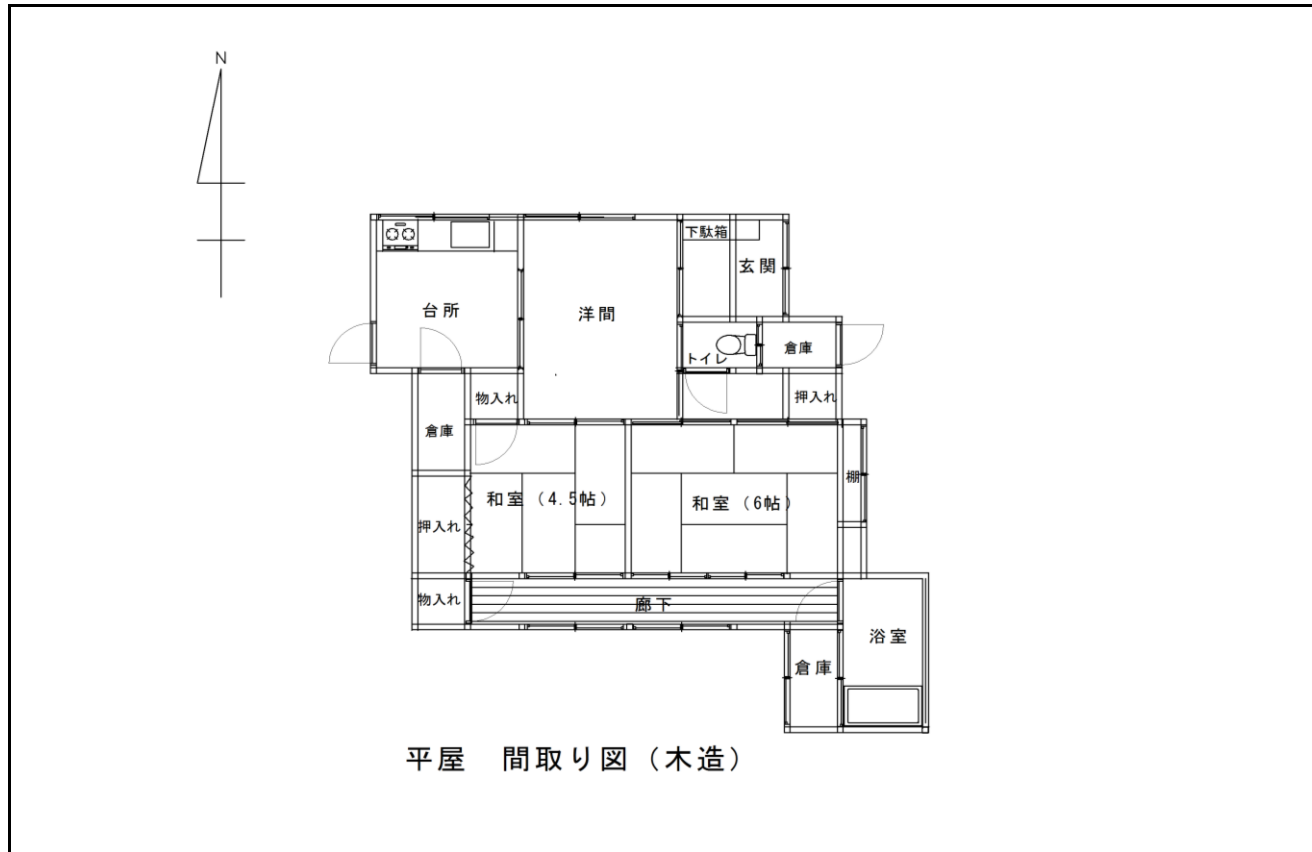 N
下駄箱
玄関
台所
洋間
トイレ
倉庫
物入れ
押入れ
倉庫
棚
和室（4.5帖）
和室（6帖）
押入れ
物入れ
廊下
浴室
倉庫
平屋　間取り図（木造）